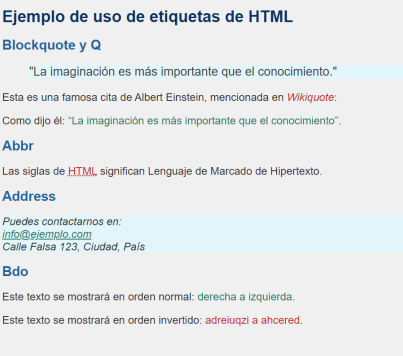 Ejemplo de uso de etiquetas de HTML
Blockquote y Q
"La imaginación es más importante que el conocimiento."
Esta es una famosa cita de Albert Einstein, mencionada en Wikiquote:
Como dijo él: “La imaginación es más importante que el conocimiento”.
Abbr
Las siglas de HTML significan Lenguaje de Marcado de Hipertexto.
Address
Puedes contactarnos en:
info@ejemplo.com
Calle Falsa 123, Ciudad, País
Bdo
Este texto se mostrará en orden normal: derecha a izquierda.
Este texto se mostrará en orden invertido: adreiuqzi a ahcered.